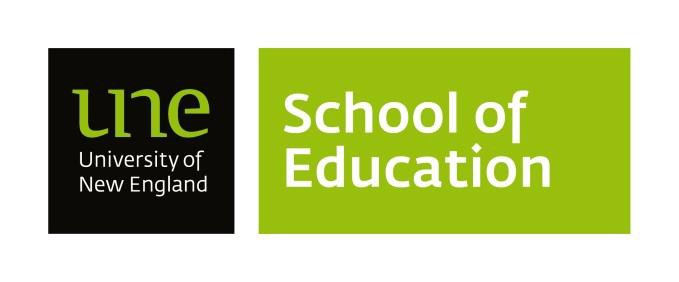 une
University of
New England
School of
Education